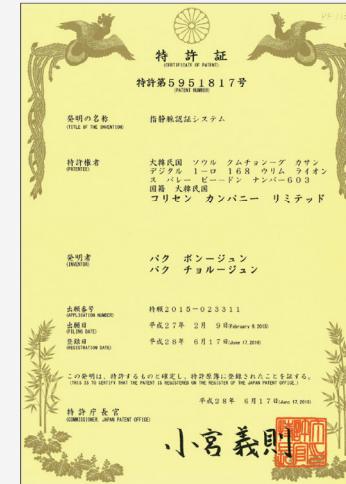 特許証
(CERTIFICATE OF PATENT)
特許第5951817号
(PATENT NUMBER)
発明の名称
(TITLE OF THE INVENTION)
指静脈認証システム
特許権者
(PATENTEE)
大韓民国 ソウル クムチョン－グ カサン
デジタル 1－ロ 168 ウリム ライオン
ス バレー ビー－ドン ナンバー603
国籍 大韓民国
コリセン カンパニー リミテッド
発明者
(INVENTOR)
パク ボン－ジュン
パク チョル－ジュン
出願番号
(APPLICATION NUMBER)
特願2015－023311
出願日
(FILING DATE)
平成27年 2月 9日(February 9,2015)
登録日
(REGISTRATION DATE)
平成28年 6月17日(June 17,2016)
この発明は、特許するものと確定し、特許原簿に登録されたことを証する。
(THIS IS TO CERTIFY THAT THE PATENT IS REGISTERED ON THE REGISTER OF THE JAPAN PATENT OFFICE.)
平成28年 6月17日(June 17,2016)
特許庁長官
(COMMISSIONER, JAPAN PATENT OFFICE)
小宮義則